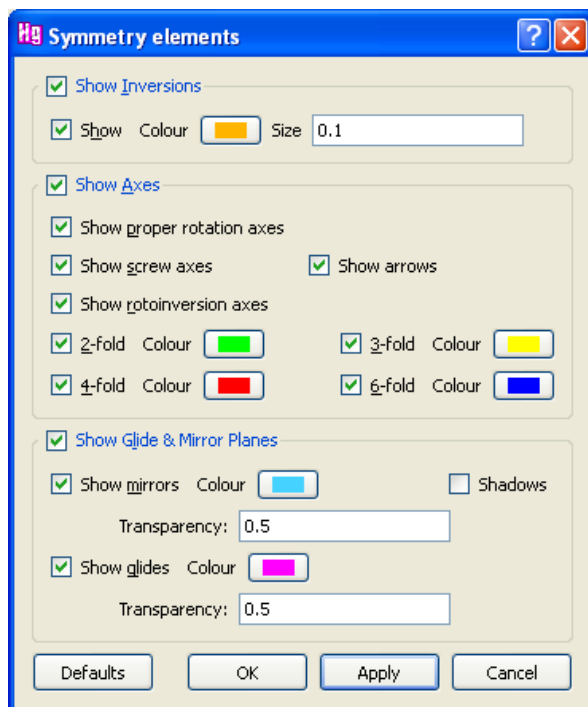 Hg Symmetry elements ?
Show Inversions
Show Colour Size 0.1
Show Axes
Show proper rotation axes
Show screw axes Show arrows
Show rotoinversion axes
2-fold Colour 3-fold Colour
4-fold Colour 6-fold Colour
Show Glide & Mirror Planes
Show mirrors Colour Shadows
Transparency: 0.5
Show glides Colour
Transparency: 0.5
Defaults OK Apply Cancel